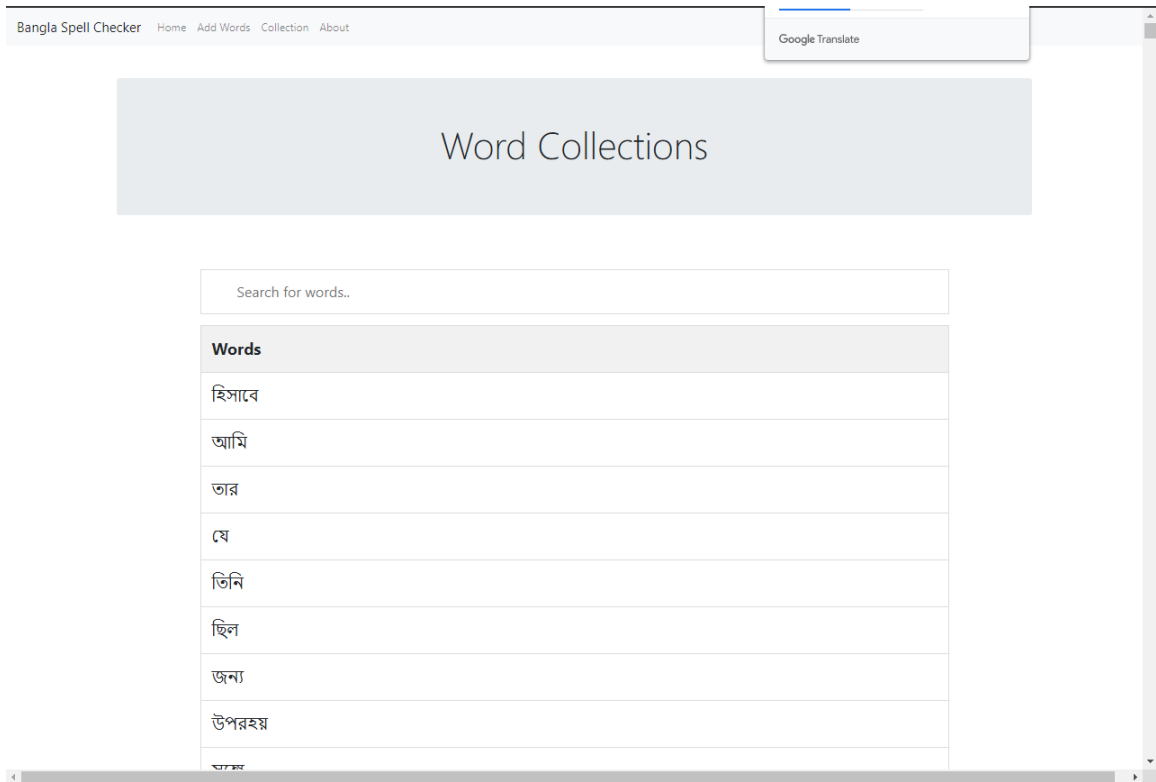 Bangla Spell Checker Home Add Words Collection About
Google Translate
Word Collections
Search for words..
Words
হিসাবে
আমি
তার
যে
তিনি
ছিল
জন্য
উপরহয়